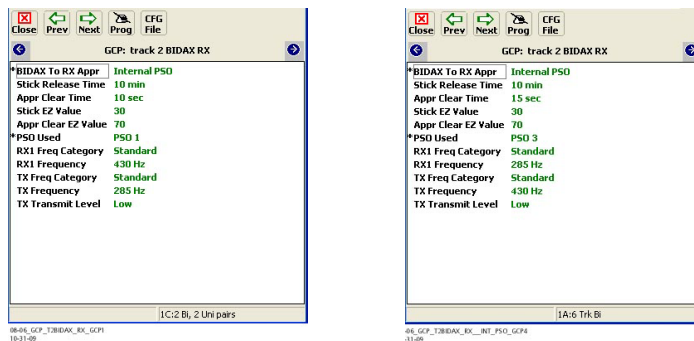 Close Prev Next Prog CFG File
GCP: track 2 BIDAX RX
*BIDAX To RX Appr Internal PSO
Stick Release Time 10 min
Appr Clear Time 10 sec
Stick EZ Value 30
Appr Clear EZ Value 70
*PSO Used PSO 1
RX1 Freq Category Standard
RX1 Frequency 430 Hz
TX Freq Category Standard
TX Frequency 285 Hz
TX Transmit Level Low
1C:2 Bi, 2 Uni pairs
08-06_GCP_T2BIDAX_RX_GCP1
10-31-09
Close Prev Next Prog CFG File
GCP: track 2 BIDAX RX
*BIDAX To RX Appr Internal PSO
Stick Release Time 10 min
Appr Clear Time 15 sec
Stick EZ Value 30
Appr Clear EZ Value 70
*PSO Used PSO 3
RX1 Freq Category Standard
RX1 Frequency 285 Hz
TX Freq Category Standard
TX Frequency 430 Hz
TX Transmit Level Low
1A:6 Trk Bi
-06_GCP_T2BIDAX_RX__INT_PSO_GCP4
-31-09